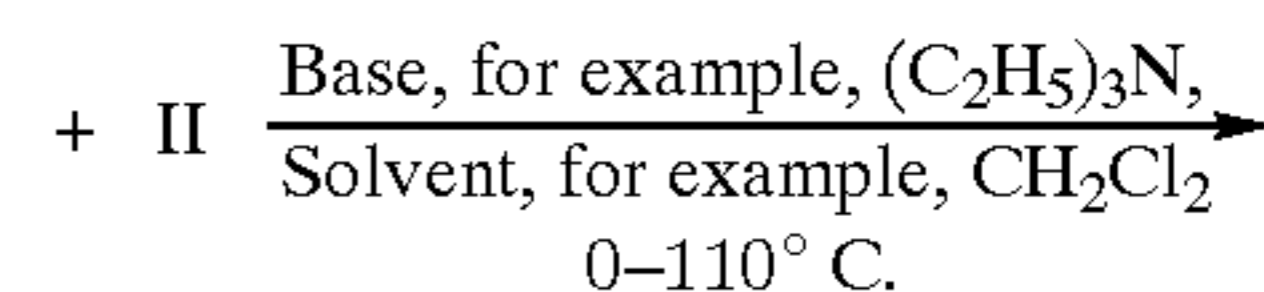 Base, for example, (C₂H₅)₃N,
+ II
Solvent, for example, CH₂Cl₂
0–110° C.